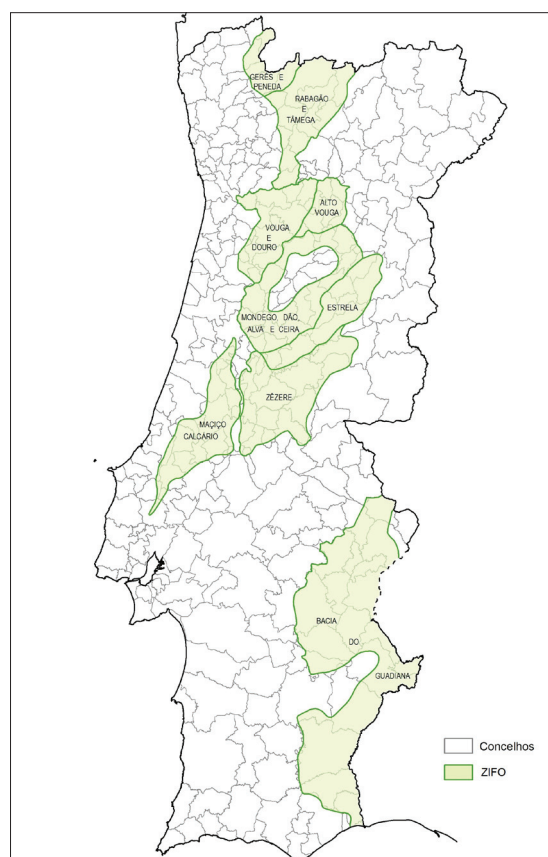 GERÊS E
PENEDA
RABAGÃO
E
TÂMEGA
ALTO
VOUGA
VOUGA
E
DOURO
ESTRELA
MONDEGO, DÃO,
ALVA E CEIRA
ZÊZERE
MACIÇO
CALCÁRIO
BACIA
DO
GUADIANA
Concelhos
ZIFO